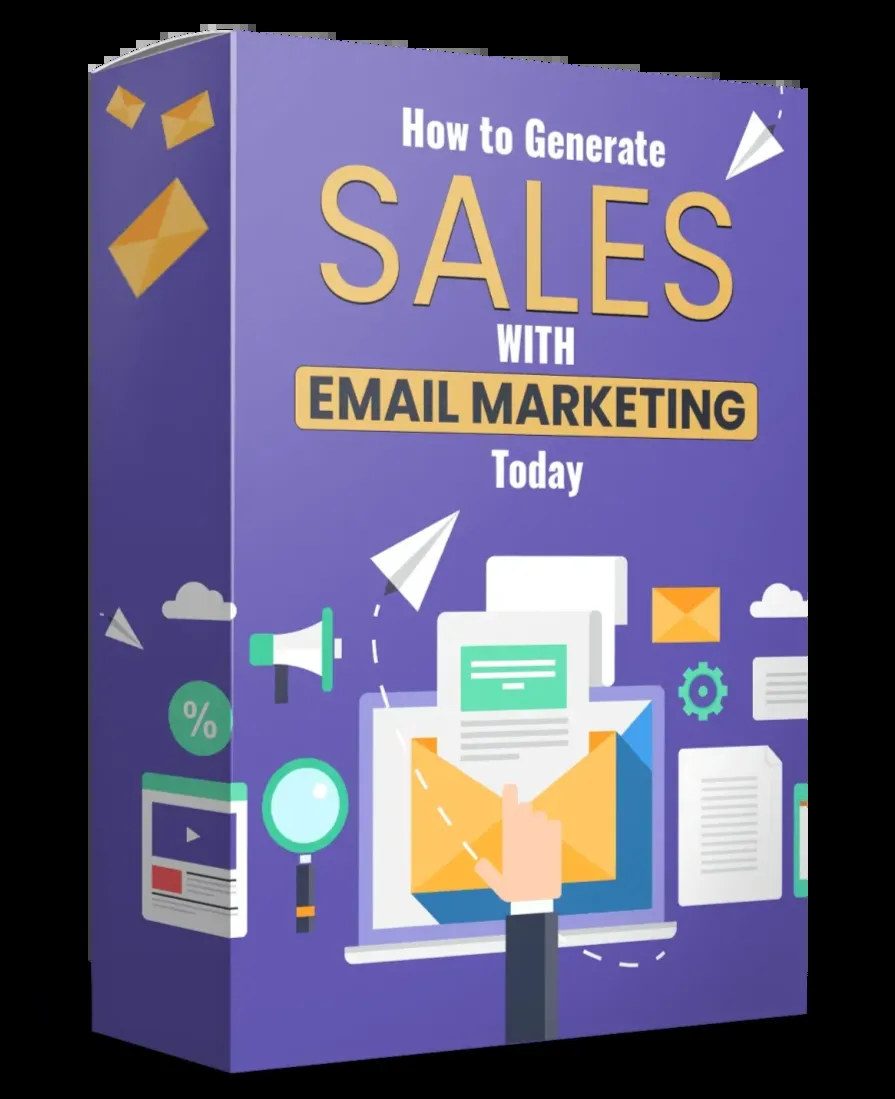 How to Generate
SALES
WITH
EMAIL MARKETING
Today
%